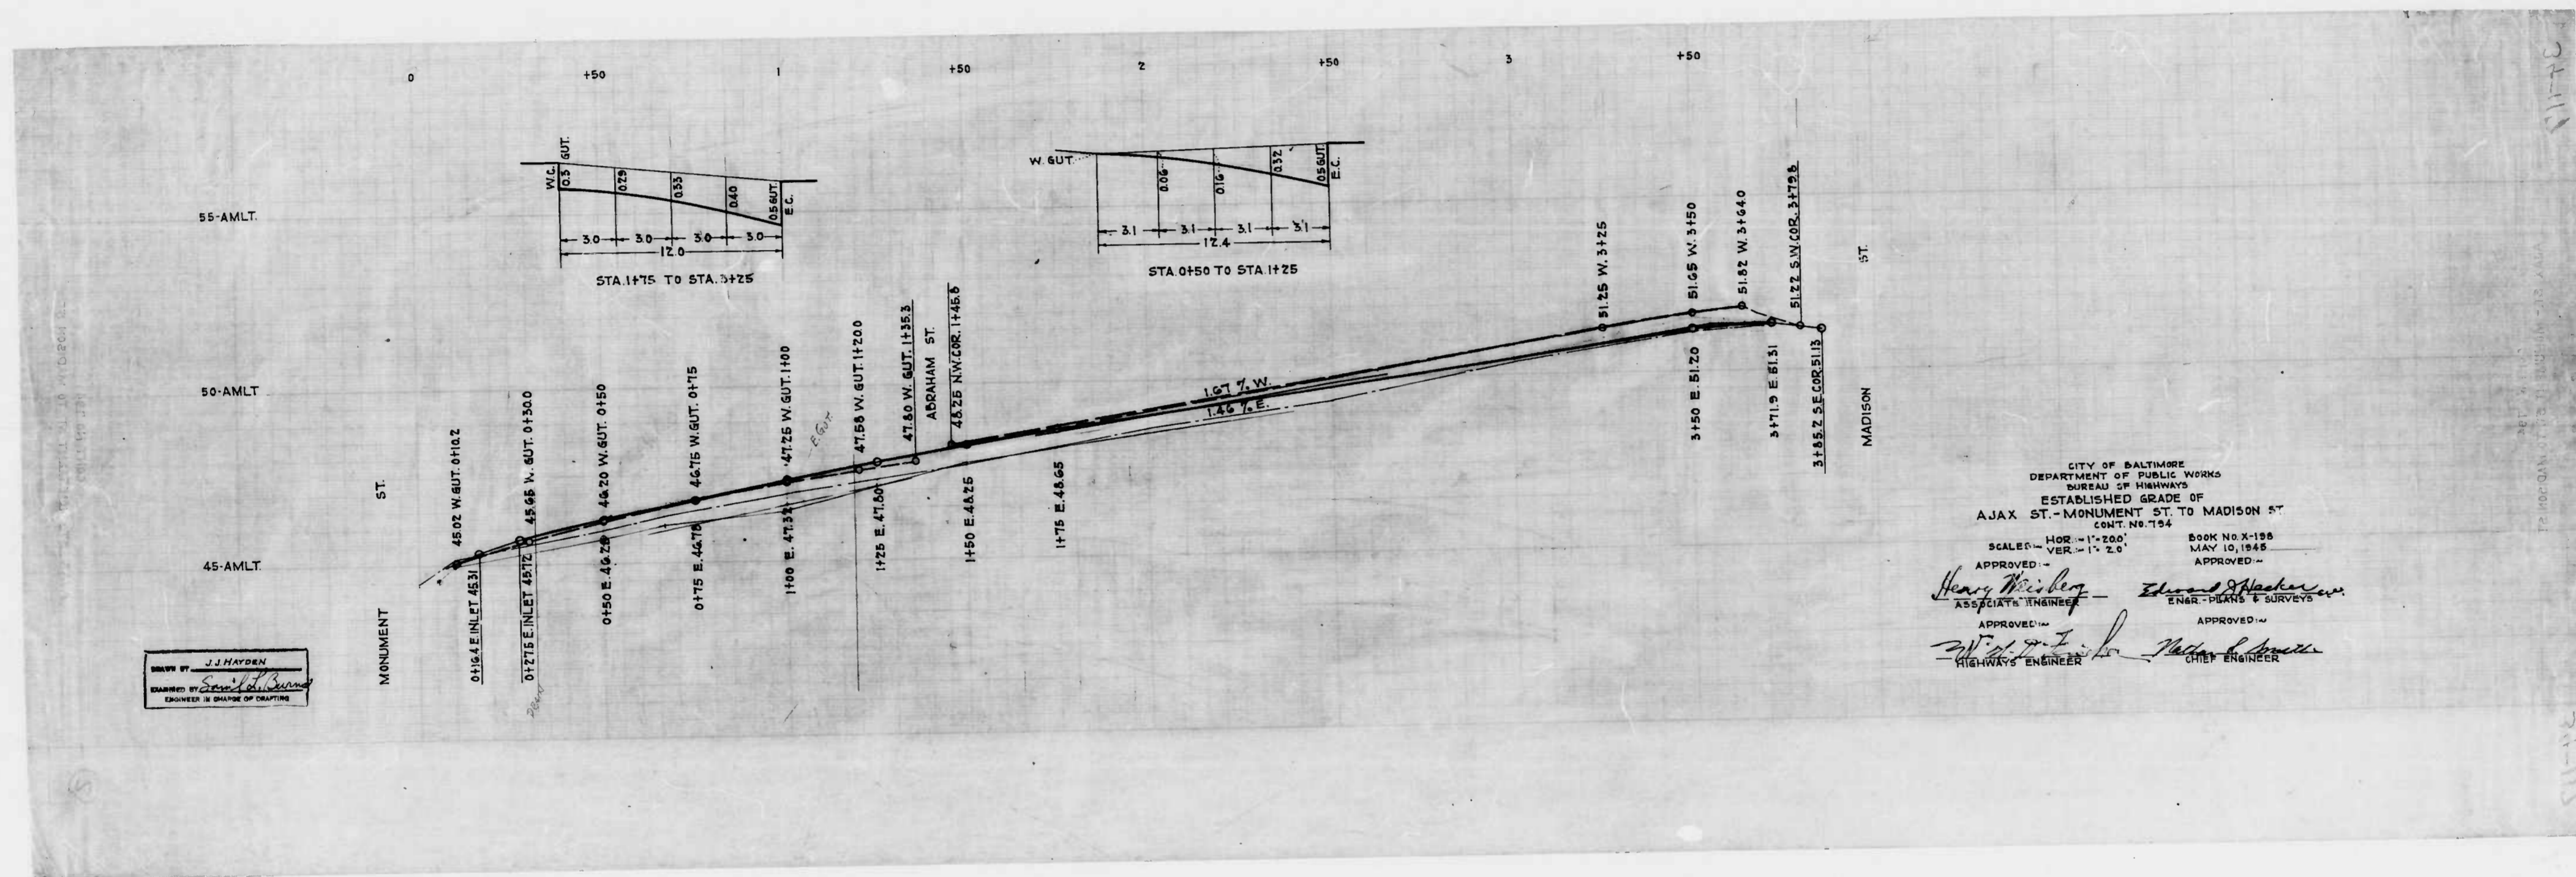 0
+50
1
+50
2
+50
3
+50
W.C.
0.3 GUT.
0.29
0.33
0.40
0.5 GUT.
E.C.
3.0
3.0
3.0
3.0
12.0
STA. 1+75 TO STA. 3+25
W. GUT.
0.06
0.16
0.32
0.5 GUT.
E.C.
3.1
3.1
3.1
3.1
12.4
STA. 0+50 TO STA. 1+25
55-AMLT.
50-AMLT
45-AMLT.
MONUMENT ST.
45.02 W. GUT. 0+10.2
45.65 W. GUT. 0+30.0
46.20 W. GUT. 0+50
46.75 W. GUT. 0+75
47.25 W. GUT. 1+00
E. GUT.
47.58 W. GUT. 1+20.0
47.80 W. GUT. 1+35.3
ABRAHAM ST.
48.25 N.W. COR. 1+45.8
1.67 % W.
1.46 % E.
51.25 W. 3+25
51.65 W. 3+50
51.82 W. 3+64.0
51.22 S.W. COR. 3+79.8
MADISON ST.
0+16.4 E. INLET 45.31
0+27.5 E. INLET 45.72
0+50 E. 46.28
0+75 E. 46.78
1+00 E. 47.32
1+25 E. 47.80
1+50 E. 48.25
1+75 E. 48.65
3+50 E. 51.20
3+71.9 E. 51.31
3+85.2 S.E. COR. 51.13
CITY OF BALTIMORE
DEPARTMENT OF PUBLIC WORKS
BUREAU OF HIGHWAYS
ESTABLISHED GRADE OF
AJAX ST. - MONUMENT ST. TO MADISON ST
CONT. NO. 794
SCALES:- HOR. :- 1"=20.0'
VER. :- 1"= 2.0'
BOOK NO. X-198
MAY 10, 1945
APPROVED:-
Henry Weisberg
ASSOCIATE ENGINEER
APPROVED:-
Edward J. Hecker
ENGR.-PLANS & SURVEYS
APPROVED:-
HIGHWAYS ENGINEER
APPROVED:-
Nathan L. Smith
CHIEF ENGINEER
DRAWN BY J.J. HAYDEN
EXAMINED BY Sam'l L. Burns
ENGINEER IN CHARGE OF DRAFTING